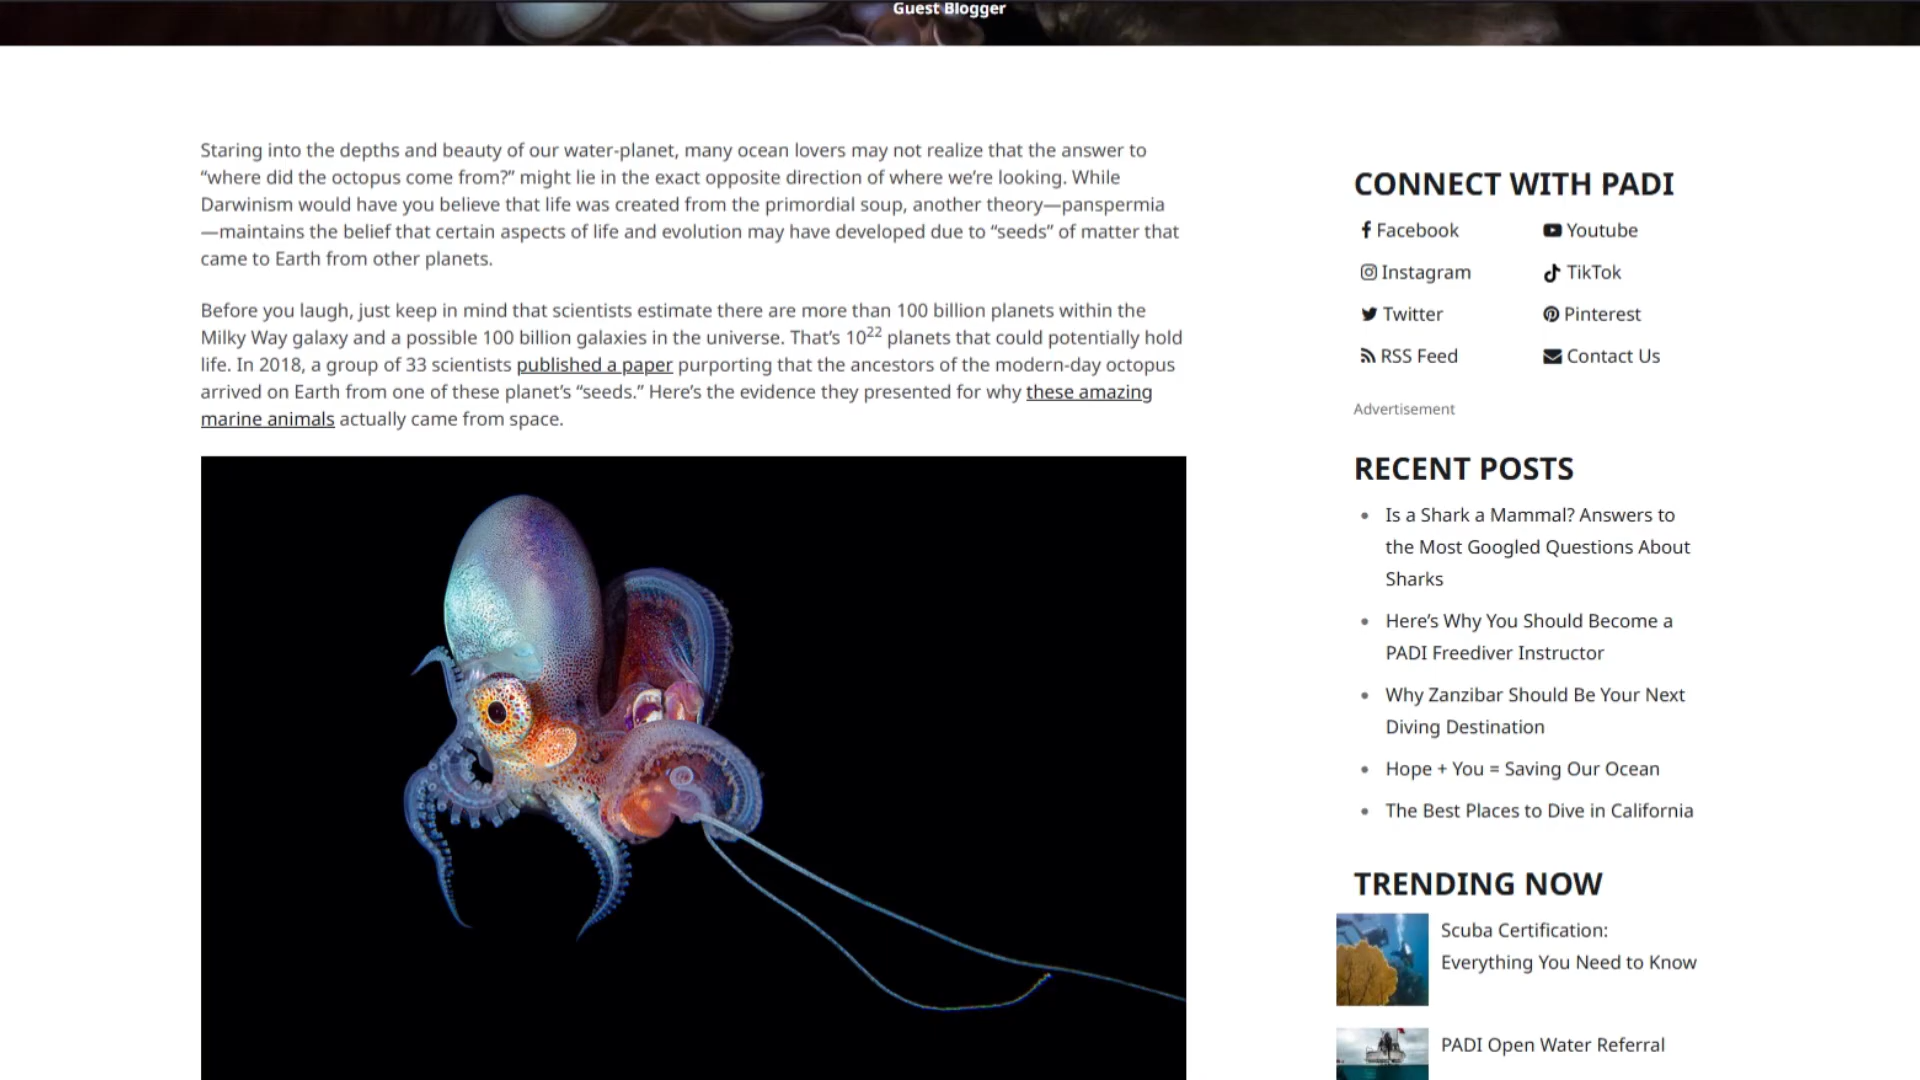 Guest Blogger
Staring into the depths and beauty of our water-planet, many ocean lovers may not realize that the answer to
“where did the octopus come from?” might lie in the exact opposite direction of where we’re looking. While
Darwinism would have you believe that life was created from the primordial soup, another theory—panspermia
—maintains the belief that certain aspects of life and evolution may have developed due to “seeds” of matter that
came to Earth from other planets.
Before you laugh, just keep in mind that scientists estimate there are more than 100 billion planets within the
Milky Way galaxy and a possible 100 billion galaxies in the universe. That’s 10²² planets that could potentially hold
life. In 2018, a group of 33 scientists published a paper purporting that the ancestors of the modern-day octopus
arrived on Earth from one of these planet’s “seeds.” Here’s the evidence they presented for why these amazing
marine animals actually came from space.
CONNECT WITH PADI
Facebook
Youtube
Instagram
TikTok
Twitter
Pinterest
RSS Feed
Contact Us
Advertisement
RECENT POSTS
Is a Shark a Mammal? Answers to
the Most Googled Questions About
Sharks
Here’s Why You Should Become a
PADI Freediver Instructor
Why Zanzibar Should Be Your Next
Diving Destination
Hope + You = Saving Our Ocean
The Best Places to Dive in California
TRENDING NOW
Scuba Certification:
Everything You Need to Know
PADI Open Water Referral